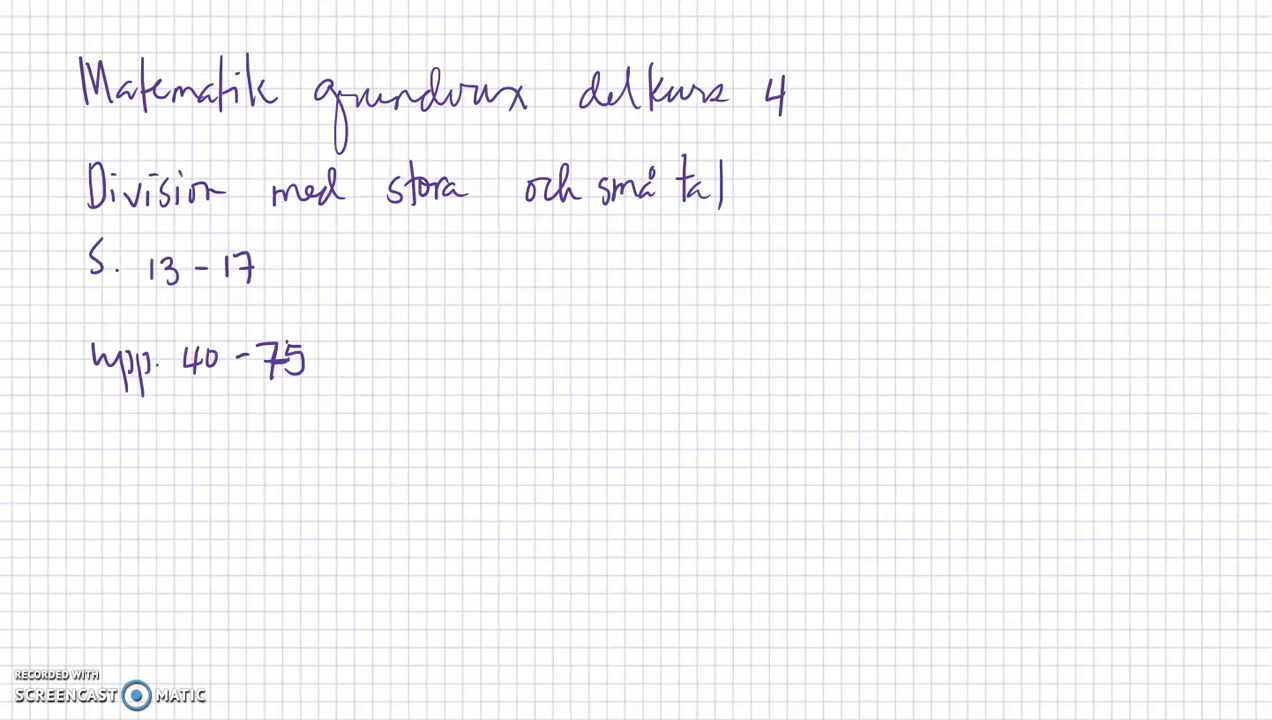 Matematik grundvux delkurs 4
Division med stora och små tal
S. 13 - 17
Upp. 40 - 75
RECORDED WITH
SCREENCAST MATIC